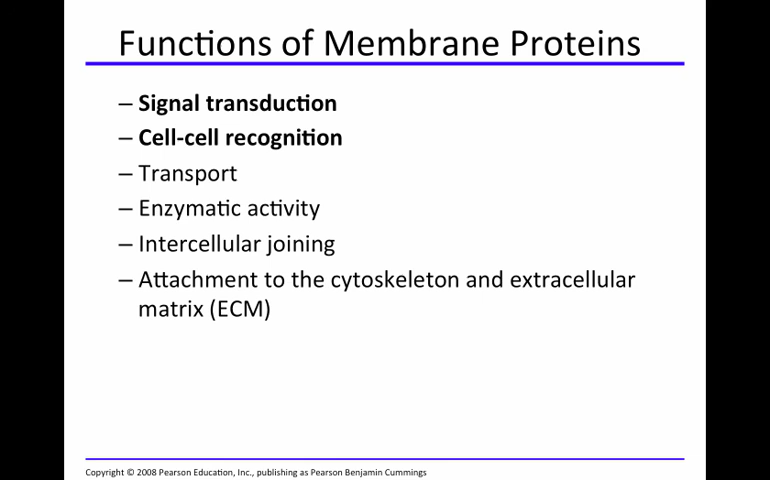 Functions of Membrane Proteins
– Signal transduction
– Cell-cell recognition
– Transport
– Enzymatic activity
– Intercellular joining
– Attachment to the cytoskeleton and extracellular
matrix (ECM)
Copyright © 2008 Pearson Education, Inc., publishing as Pearson Benjamin Cummings